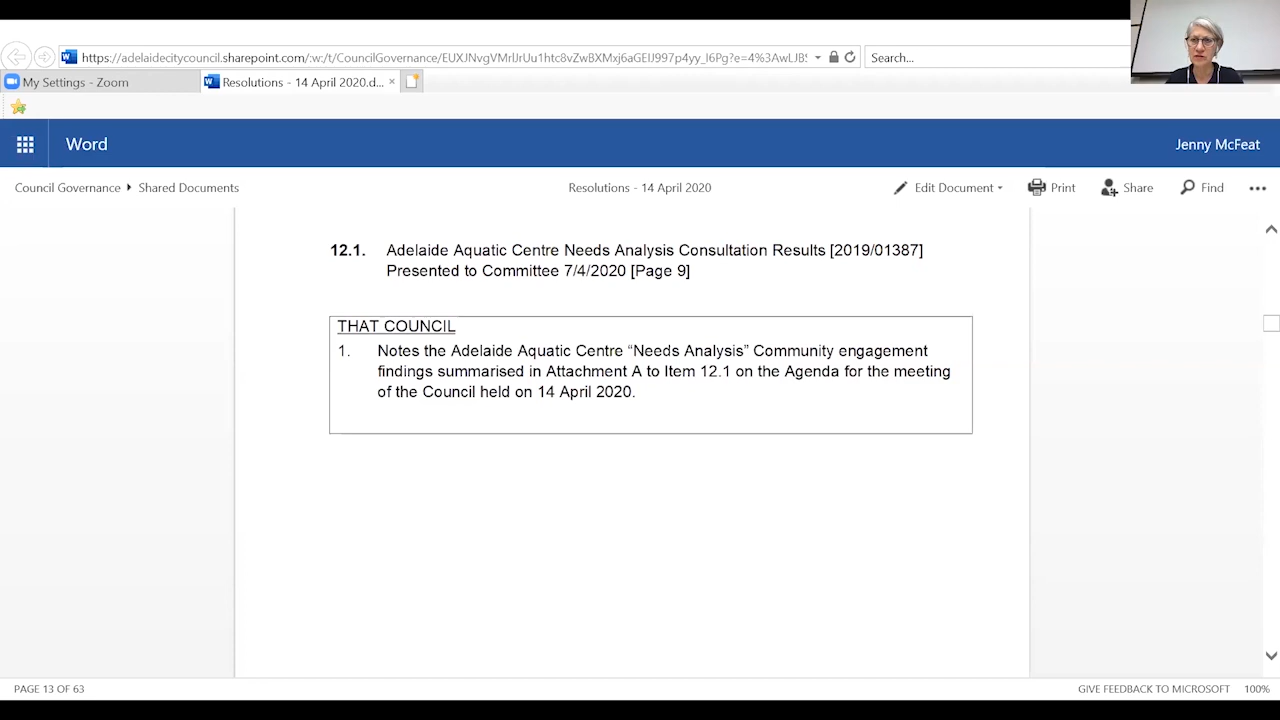 https://adelaidecitycouncil.sharepoint.com/:w:/t/CouncilGovernance/
Search...
My Settings - Zoom
Resolutions - 14 April 2020.d...
Word
Jenny McFeat
Council Governance
Shared Documents
Resolutions - 14 April 2020
Edit Document
Print
Share
Find
12.1. Adelaide Aquatic Centre Needs Analysis Consultation Results [2019/01387]
Presented to Committee 7/4/2020 [Page 9]
THAT COUNCIL
1. Notes the Adelaide Aquatic Centre “Needs Analysis” Community engagement
findings summarised in Attachment A to Item 12.1 on the Agenda for the meeting
of the Council held on 14 April 2020.
PAGE 13 OF 63
GIVE FEEDBACK TO MICROSOFT
100%